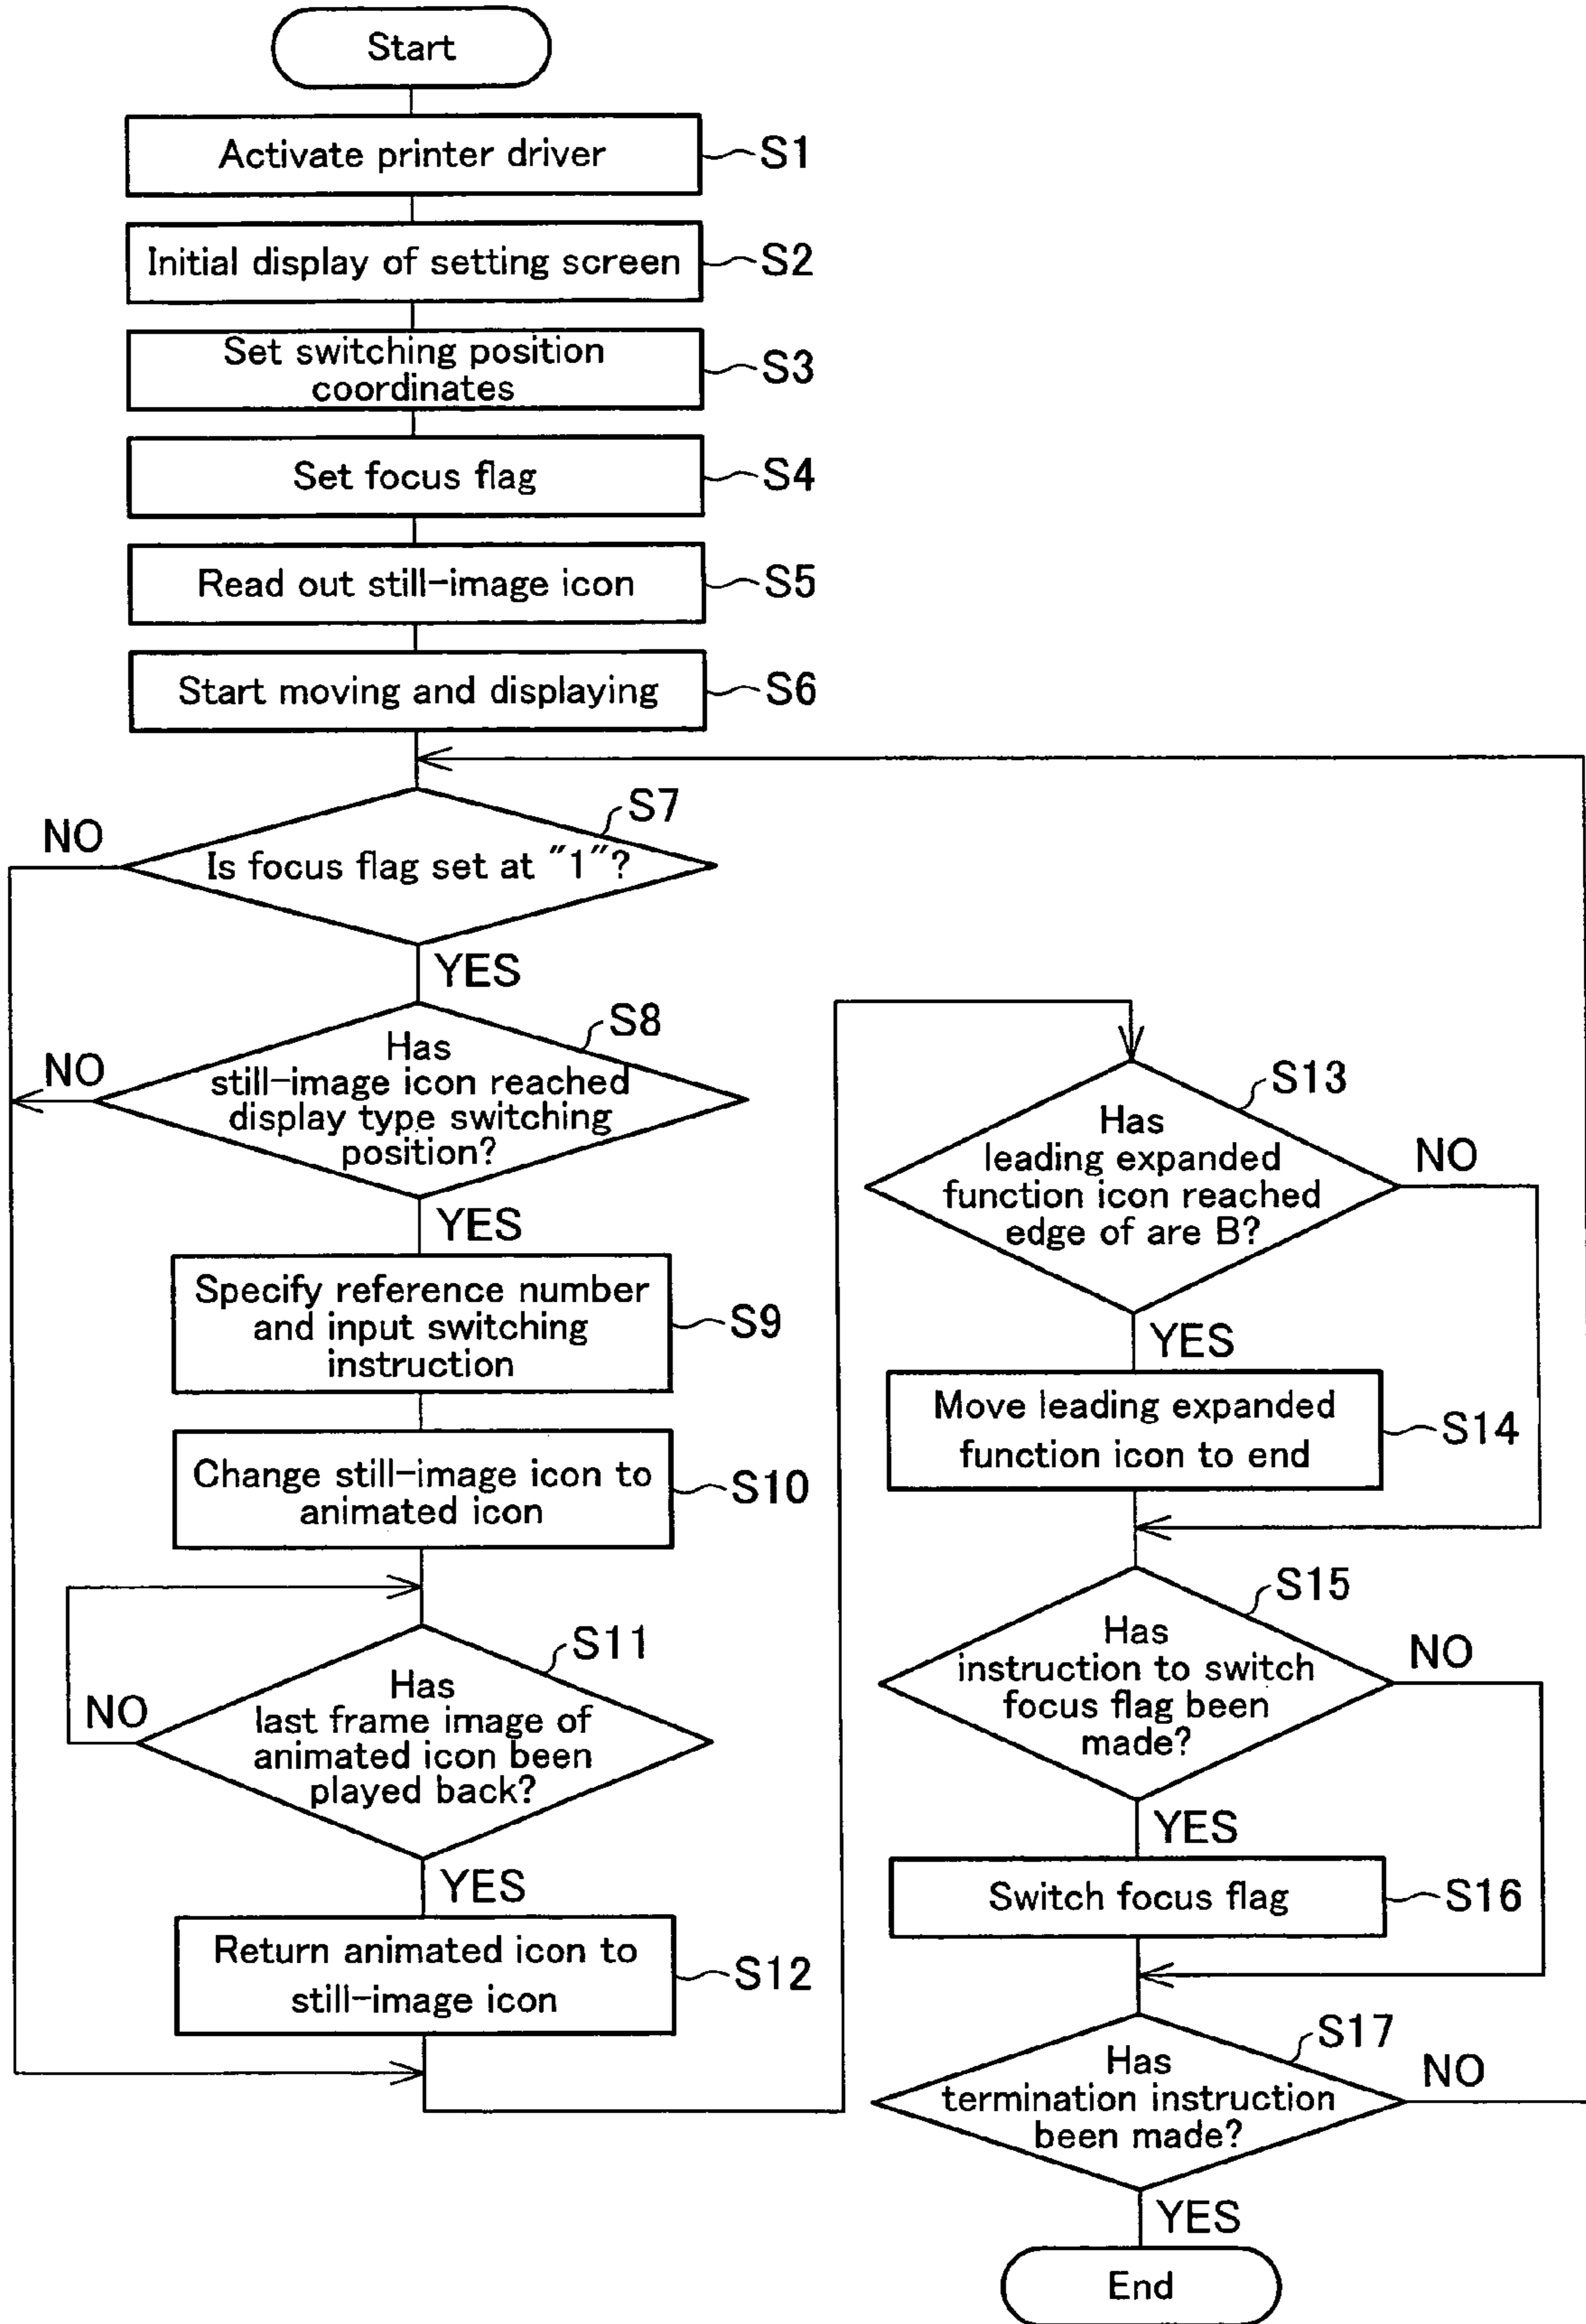 Start
Activate printer driver
S1
Initial display of setting screen
S2
Set switching position
coordinates
S3
Set focus flag
S4
Read out still-image icon
S5
Start moving and displaying
S6
S7
NO
Is focus flag set at "1"?
YES
S8
NO
Has
still-image icon reached
display type switching
position?
YES
Specify reference number
and input switching
instruction
S9
Change still-image icon to
animated icon
S10
S11
NO
Has
last frame image of
animated icon been
played back?
YES
Return animated icon to
still-image icon
S12
S13
Has
leading expanded
function icon reached
edge of are B?
NO
YES
Move leading expanded
function icon to end
S14
S15
Has
instruction to switch
focus flag been
made?
NO
YES
Switch focus flag
S16
S17
Has
termination instruction
been made?
NO
YES
End